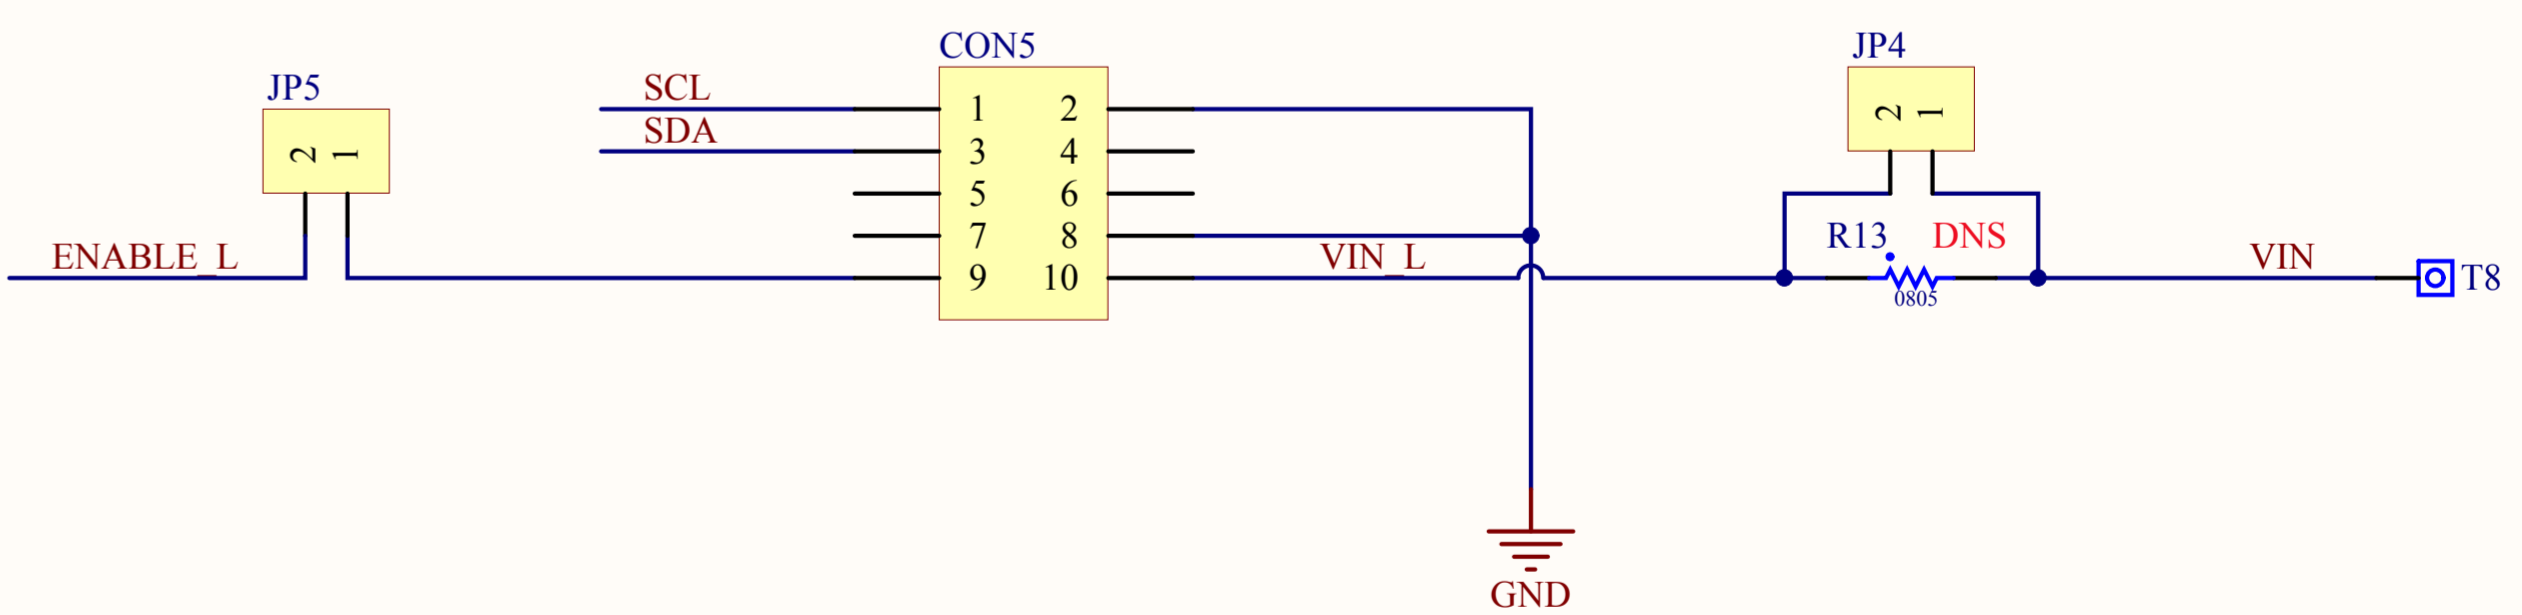 JP5
2 1
ENABLE_L
SCL
SDA
CON5
1 2
3 4
5 6
7 8
9 10
VIN_L
GND
JP4
2 1
R13 DNS
0805
VIN
T8